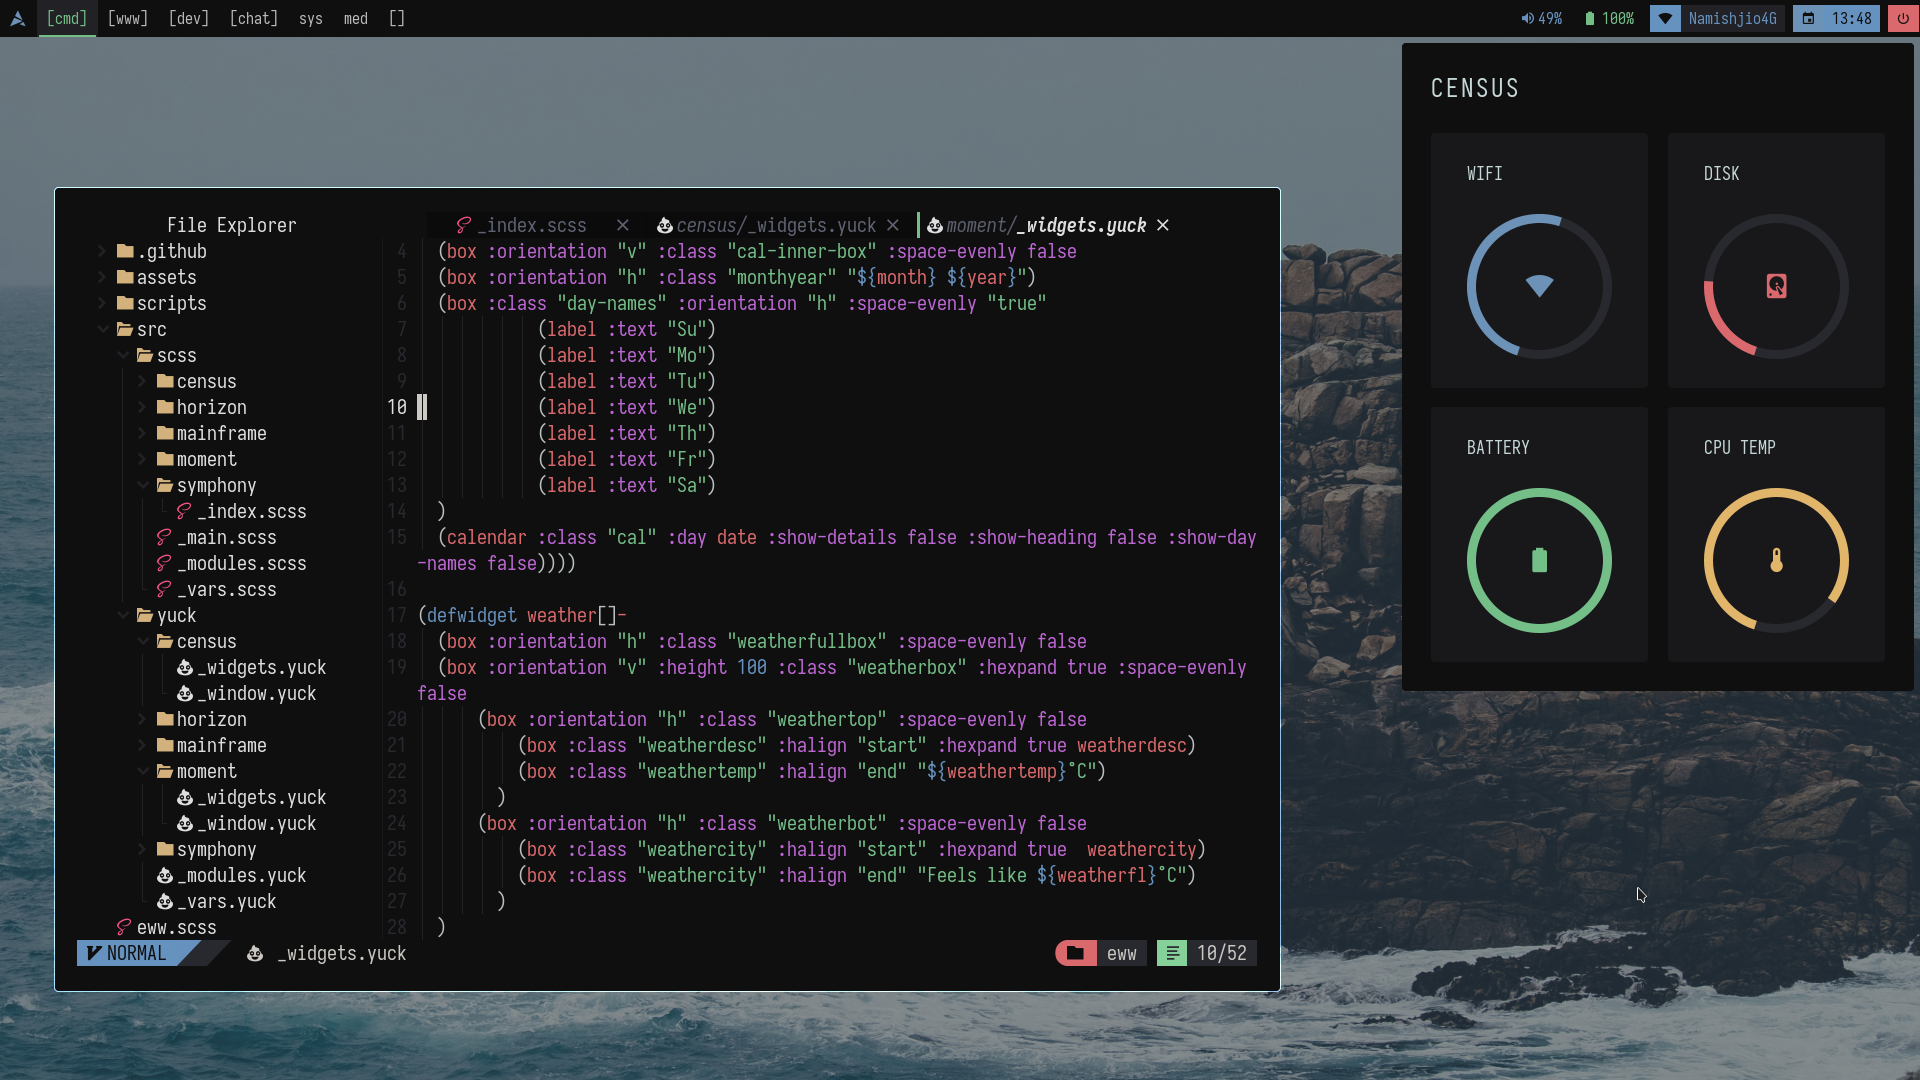 [cmd] [www] [dev] [chat] sys med [] 49% 100% Namishjio4G 13:48
CENSUS
WIFI
DISK
BATTERY
CPU TEMP
File Explorer
.github
assets
scripts
src
scss
census
horizon
mainframe
moment
symphony
_index.scss
_main.scss
_modules.scss
_vars.scss
yuck
census
_widgets.yuck
_window.yuck
horizon
mainframe
moment
_widgets.yuck
_window.yuck
symphony
_modules.yuck
_vars.yuck
eww.scss
_index.scss × census/_widgets.yuck × moment/_widgets.yuck ×
4 (box :orientation "v" :class "cal-inner-box" :space-evenly false
5 (box :orientation "h" :class "monthyear" "${month} ${year}")
6 (box :class "day-names" :orientation "h" :space-evenly "true"
7 (label :text "Su")
8 (label :text "Mo")
9 (label :text "Tu")
10 (label :text "We")
11 (label :text "Th")
12 (label :text "Fr")
13 (label :text "Sa")
14 )
15 (calendar :class "cal" :day date :show-details false :show-heading false :show-day
-names false))))
16
17 (defwidget weather[]-
18 (box :orientation "h" :class "weatherfullbox" :space-evenly false
19 (box :orientation "v" :height 100 :class "weatherbox" :hexpand true :space-evenly
false
20 (box :orientation "h" :class "weathertop" :space-evenly false
21 (box :class "weatherdesc" :halign "start" :hexpand true weatherdesc)
22 (box :class "weathertemp" :halign "end" "${weathertemp}°C")
23 )
24 (box :orientation "h" :class "weatherbot" :space-evenly false
25 (box :class "weathercity" :halign "start" :hexpand true  weathercity)
26 (box :class "weathercity" :halign "end" "Feels like ${weatherfl}°C")
27 )
28 )
NORMAL _widgets.yuck eww 10/52